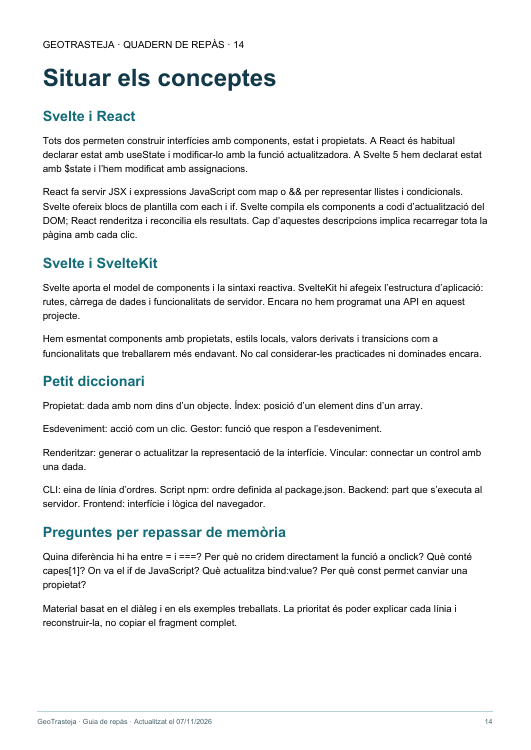 GEOTRASTEJA · QUADERN DE REPÀS · 14
Situar els conceptes
Svelte i React
Tots dos permeten construir interfícies amb components, estat i propietats. A React és habitual
declarar estat amb useState i modificar-lo amb la funció actualitzadora. A Svelte 5 hem declarat estat
amb $state i l'hem modificat amb assignacions.
React fa servir JSX i expressions JavaScript com map o && per representar llistes i condicionals.
Svelte ofereix blocs de plantilla com each i if. Svelte compila els components a codi d'actualització del
DOM; React renderitza i reconcilia els resultats. Cap d'aquestes descripcions implica recarregar tota la
pàgina amb cada clic.
Svelte i SvelteKit
Svelte aporta el model de components i la sintaxi reactiva. SvelteKit hi afegeix l'estructura d'aplicació:
rutes, càrrega de dades i funcionalitats de servidor. Encara no hem programat una API en aquest
projecte.
Hem esmentat components amb propietats, estils locals, valors derivats i transicions com a
funcionalitats que treballarem més endavant. No cal considerar-les practicades ni dominades encara.
Petit diccionari
Propietat: dada amb nom dins d'un objecte. Índex: posició d'un element dins d'un array.
Esdeveniment: acció com un clic. Gestor: funció que respon a l'esdeveniment.
Renderitzar: generar o actualitzar la representació de la interfície. Vincular: connectar un control amb
una dada.
CLI: eina de línia d'ordres. Script npm: ordre definida al package.json. Backend: part que s'executa al
servidor. Frontend: interfície i lògica del navegador.
Preguntes per repassar de memòria
Quina diferència hi ha entre = i ===? Per què no cridem directament la funció a onclick? Què conté
capes[1]? On va el if de JavaScript? Què actualitza bind:value? Per què const permet canviar una
propietat?
Material basat en el diàleg i en els exemples treballats. La prioritat és poder explicar cada línia i
reconstruir-la, no copiar el fragment complet.
GeoTrasteja · Guia de repàs · Actualitzat el 07/11/2026
14